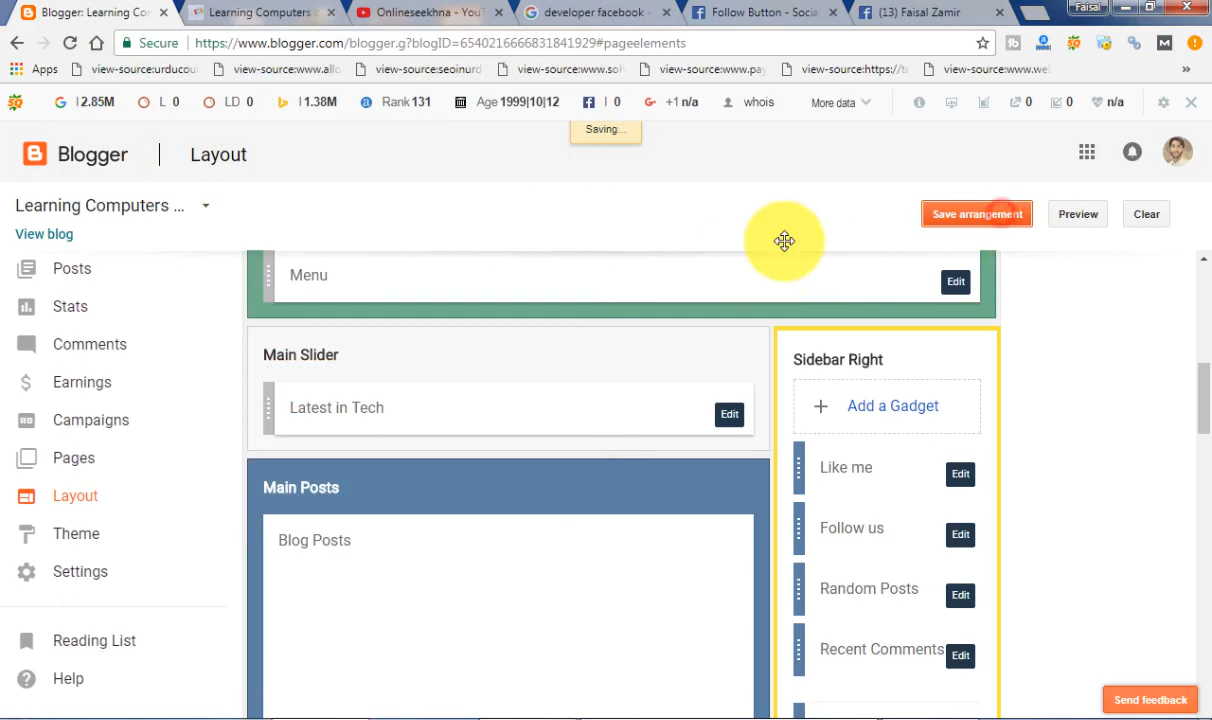 Blogger: Learning Cor
Learning Computers c
Onlineseekhna - YouT
developer facebook -
Follow Button - Socia
(13) Faisal Zamir
Faisal
Secure
https://www.blogger.com/blogger.g?blogID=6540216666831841929#pageelements
Apps
view-source:urducou
view-source:www.allo
view-source:seoinurd
view-source:www.soh
view-source:www.pay
view-source:https://te
view-source:www.wel
I 2.85M
L 0
LD 0
I 1.38M
Rank 131
Age 1999|10|12
I 0
+1 n/a
whois
More data
0
0
n/a
Saving...
Blogger
Layout
Learning Computers ...
View blog
Save arrangement
Preview
Clear
Posts
Stats
Comments
Earnings
Campaigns
Pages
Layout
Theme
Settings
Reading List
Help
Menu
Edit
Main Slider
Latest in Tech
Edit
Main Posts
Blog Posts
Sidebar Right
Add a Gadget
Like me
Edit
Follow us
Edit
Random Posts
Edit
Recent Comments
Edit
Send feedback